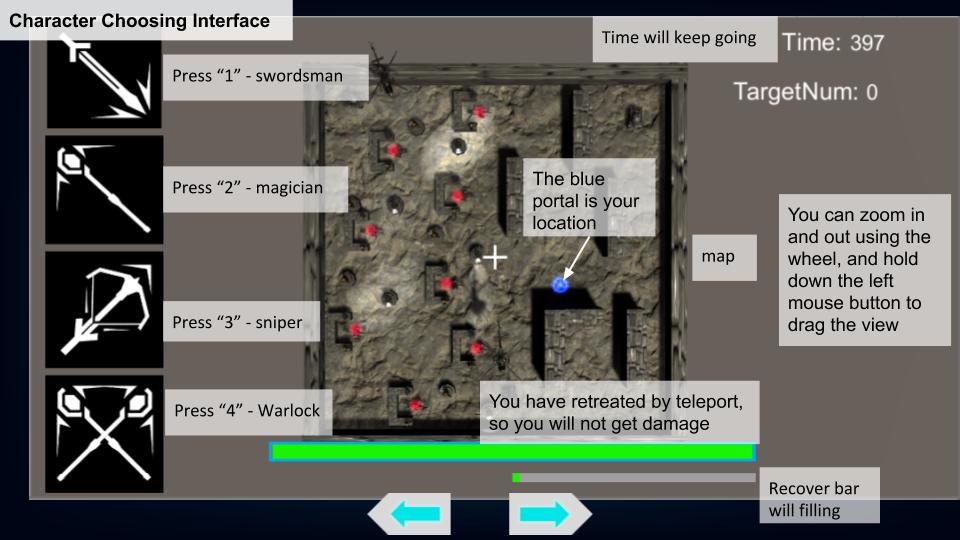 Character Choosing Interface
Time will keep going
Time: 397
Press “1” - swordsman
TargetNum: 0
Press “2” - magician
The blue
portal is your
location
You can zoom in
and out using the
wheel, and hold
down the left
mouse button to
drag the view
map
Press “3” - sniper
Press “4” - Warlock
You have retreated by teleport,
so you will not get damage
Recover bar
will filling